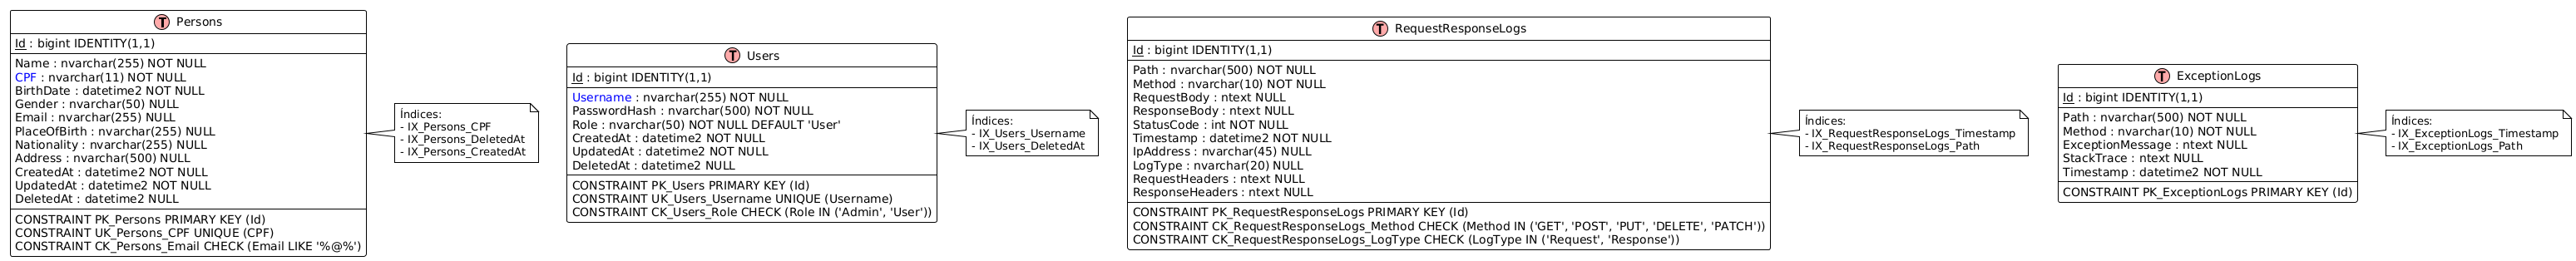 T Persons
Id : bigint IDENTITY(1,1)
Name : nvarchar(255) NOT NULL
CPF : nvarchar(11) NOT NULL
BirthDate : datetime2 NOT NULL
Gender : nvarchar(50) NULL
Email : nvarchar(255) NULL
PlaceOfBirth : nvarchar(255) NULL
Nationality : nvarchar(255) NULL
Address : nvarchar(500) NULL
CreatedAt : datetime2 NOT NULL
UpdatedAt : datetime2 NOT NULL
DeletedAt : datetime2 NULL
CONSTRAINT PK_Persons PRIMARY KEY (Id)
CONSTRAINT UK_Persons_CPF UNIQUE (CPF)
CONSTRAINT CK_Persons_Email CHECK (Email LIKE '%@%')
Índices:
- IX_Persons_CPF
- IX_Persons_DeletedAt
- IX_Persons_CreatedAt
T Users
Id : bigint IDENTITY(1,1)
Username : nvarchar(255) NOT NULL
PasswordHash : nvarchar(500) NOT NULL
Role : nvarchar(50) NOT NULL DEFAULT 'User'
CreatedAt : datetime2 NOT NULL
UpdatedAt : datetime2 NOT NULL
DeletedAt : datetime2 NULL
CONSTRAINT PK_Users PRIMARY KEY (Id)
CONSTRAINT UK_Users_Username UNIQUE (Username)
CONSTRAINT CK_Users_Role CHECK (Role IN ('Admin', 'User'))
Índices:
- IX_Users_Username
- IX_Users_DeletedAt
T RequestResponseLogs
Id : bigint IDENTITY(1,1)
Path : nvarchar(500) NOT NULL
Method : nvarchar(10) NOT NULL
RequestBody : ntext NULL
ResponseBody : ntext NULL
StatusCode : int NOT NULL
Timestamp : datetime2 NOT NULL
IpAddress : nvarchar(45) NULL
LogType : nvarchar(20) NULL
RequestHeaders : ntext NULL
ResponseHeaders : ntext NULL
CONSTRAINT PK_RequestResponseLogs PRIMARY KEY (Id)
CONSTRAINT CK_RequestResponseLogs_Method CHECK (Method IN ('GET', 'POST', 'PUT', 'DELETE', 'PATCH'))
CONSTRAINT CK_RequestResponseLogs_LogType CHECK (LogType IN ('Request', 'Response'))
Índices:
- IX_RequestResponseLogs_Timestamp
- IX_RequestResponseLogs_Path
T ExceptionLogs
Id : bigint IDENTITY(1,1)
Path : nvarchar(500) NOT NULL
Method : nvarchar(10) NOT NULL
ExceptionMessage : ntext NULL
StackTrace : ntext NULL
Timestamp : datetime2 NOT NULL
CONSTRAINT PK_ExceptionLogs PRIMARY KEY (Id)
Índices:
- IX_ExceptionLogs_Timestamp
- IX_ExceptionLogs_Path